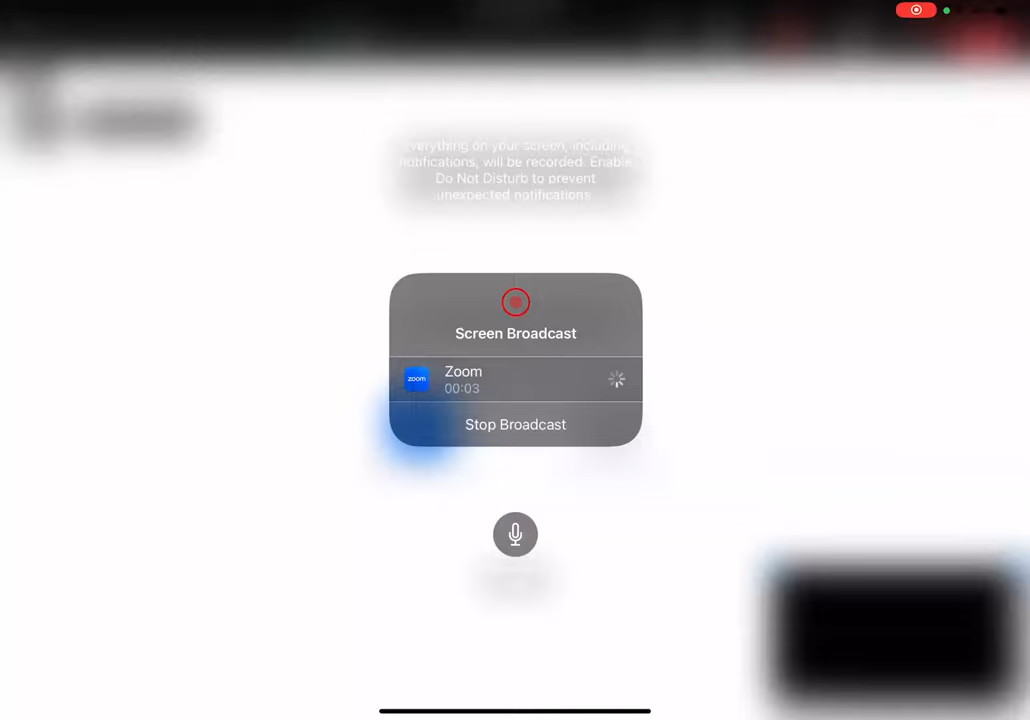 Everything on your screen, including
notifications, will be recorded. Enable
Do Not Disturb to prevent
unexpected notifications.
Screen Broadcast
zoom
Zoom
00:03
Stop Broadcast